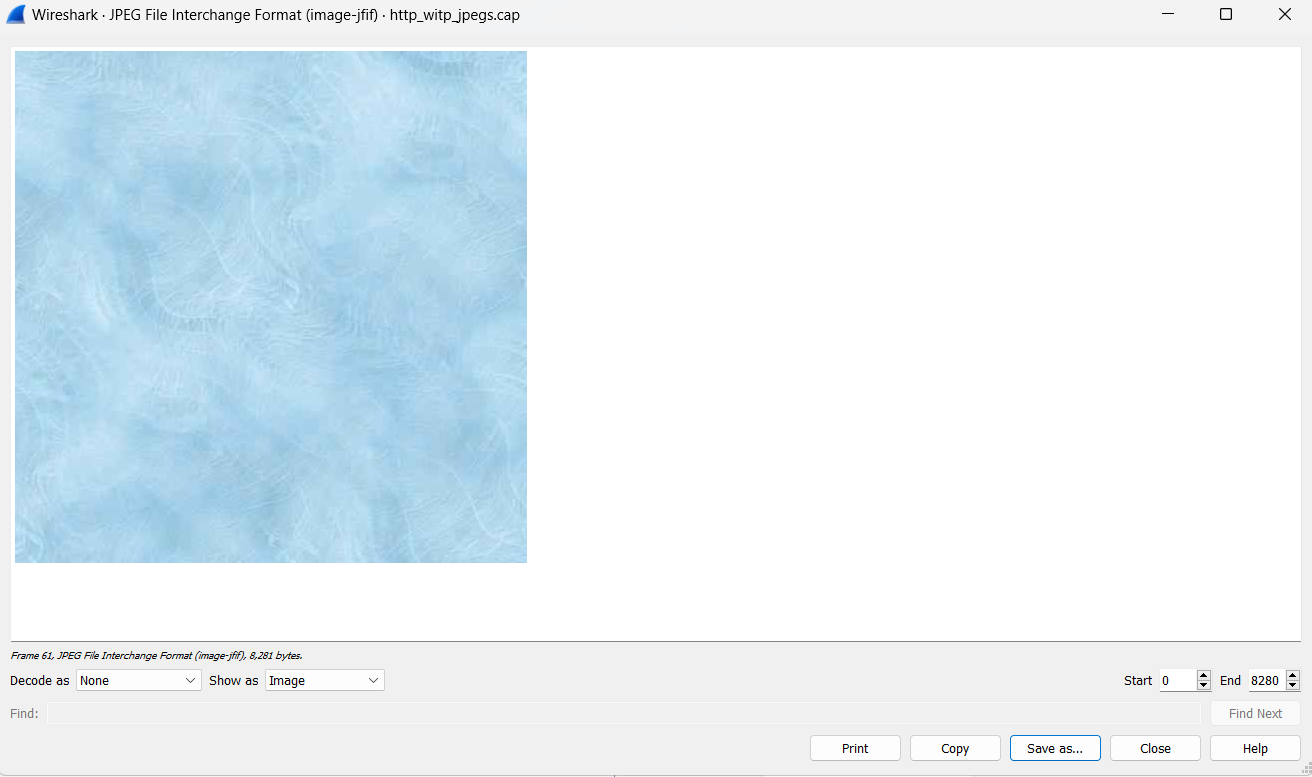 Wireshark · JPEG File Interchange Format (image-jfif) · http_witp_jpegs.cap
Frame 61, JPEG File Interchange Format (image-jfif), 8,281 bytes.
Decode as None Show as Image Start 0 End 8280
Find: Find Next
Print Copy Save as... Close Help